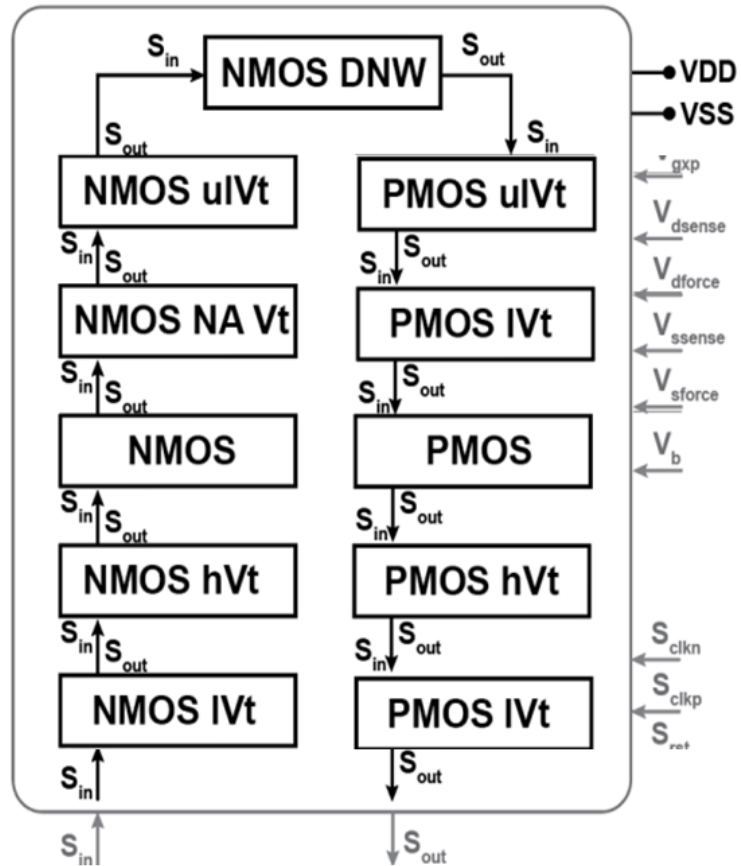 S_in
NMOS DNW
S_out
VDD
VSS
S_out
S_in
NMOS ulVt
PMOS ulVt
gxp
V_dsense
S_in
S_out
S_in
S_out
V_dforce
NMOS NA Vt
PMOS lVt
V_ssense
S_in
S_out
S_in
S_out
V_sforce
NMOS
PMOS
V_b
S_in
S_out
S_in
S_out
NMOS hVt
PMOS hVt
S_in
S_out
S_in
S_out
S_clkn
NMOS lVt
PMOS lVt
S_clkp
S_in
S_out
S_in
S_out